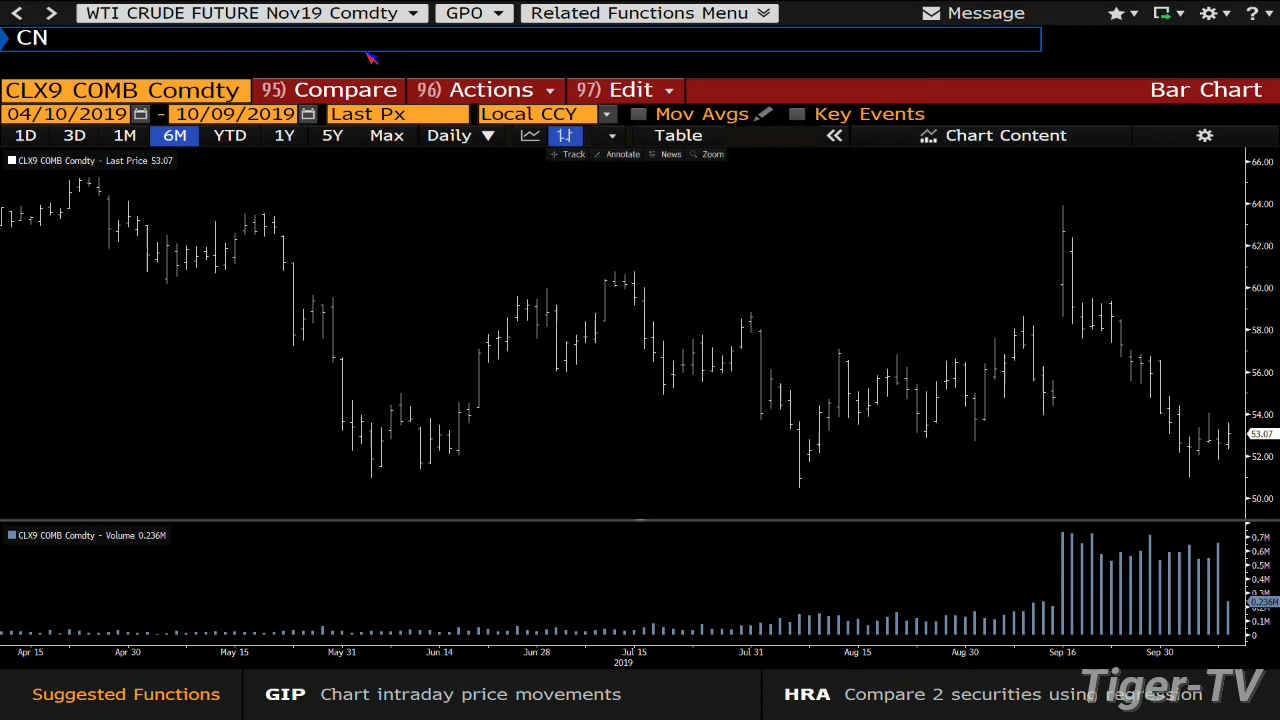 WTI CRUDE FUTURE Nov19 Comdty GPO Related Functions Menu Message
CN
CLX9 COMB Comdty 95) Compare 96) Actions 97) Edit Bar Chart
04/10/2019 - 10/09/2019 Last Px Local CCY Mov Avgs Key Events
1D 3D 1M 6M YTD 1Y 5Y Max Daily Table Chart Content
Track Annotate News Zoom
CLX9 COMB Comdty - Last Price 53.07
66.00
64.00
62.00
60.00
58.00
56.00
54.00
53.07
52.00
50.00
CLX9 COMB Comdty - Volume 0.236M
0.7M
0.6M
0.5M
0.4M
0.3M
0.236M
0.1M
0
Apr 15 Apr 30 May 15 May 31 Jun 14 Jun 28 Jul 15 Jul 31 Aug 15 Aug 30 Sep 16 Sep 30
2019
Suggested Functions GIP Chart intraday price movements HRA Compare 2 securities using regression
Tiger-TV